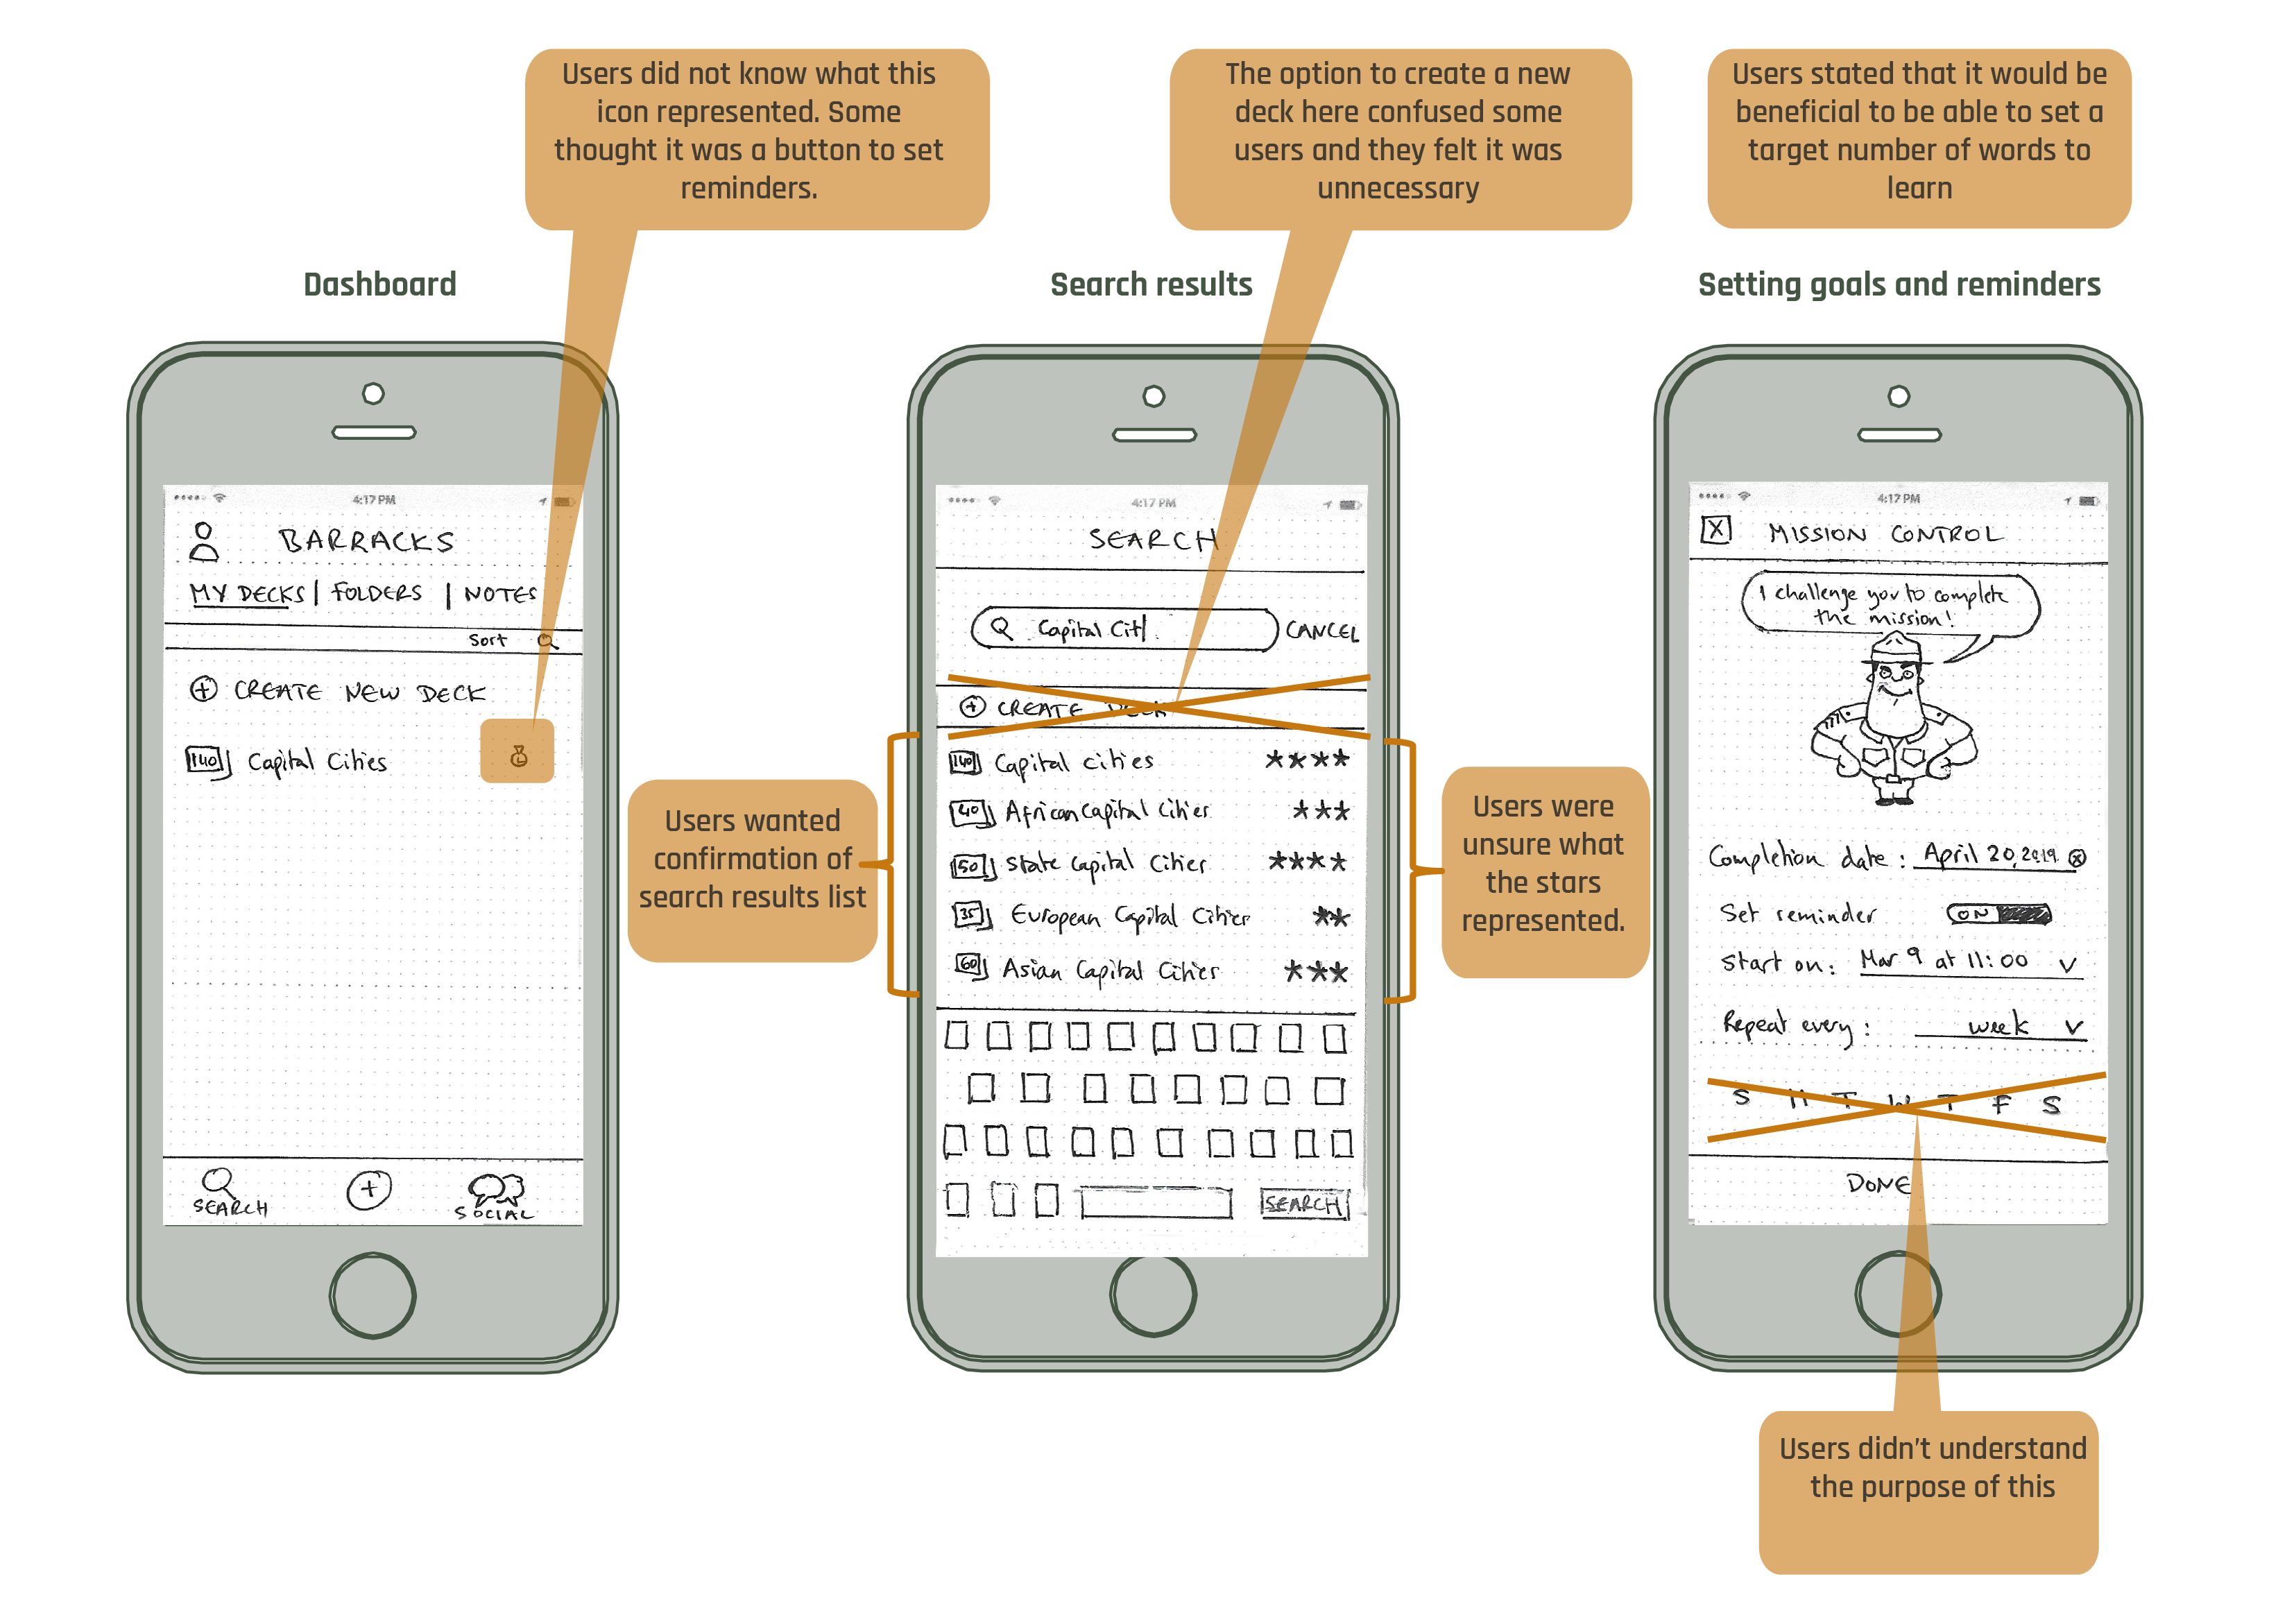 Users did not know what this
icon represented. Some
thought it was a button to set
reminders.
The option to create a new
deck here confused some
users and they felt it was
unnecessary
Users stated that it would be
beneficial to be able to set a
target number of words to
learn
Dashboard
4:17 PM
BARRACKS
MY DECKS | FOLDERS | NOTES
Sort
CREATE NEW DECK
140 Capital Cities
SEARCH
+
SOCIAL
Users wanted
confirmation of
search results list
Search results
4:17 PM
SEARCH
Capital Cit| CANCEL
+ CREATE DECK
140 Capital cities ****
40 African Capital Cities ***
50 State Capital Cities ****
35 European Capital Cities **
60 Asian Capital Cities ***
SEARCH
Users were
unsure what
the stars
represented.
Setting goals and reminders
4:17 PM
X MISSION CONTROL
I challenge you to complete
the mission!
Completion date: April 20, 2019
Set reminder ON
Start on: Mar 9 at 11:00
Repeat every: week
S M T W T F S
DONE
Users didn't understand
the purpose of this